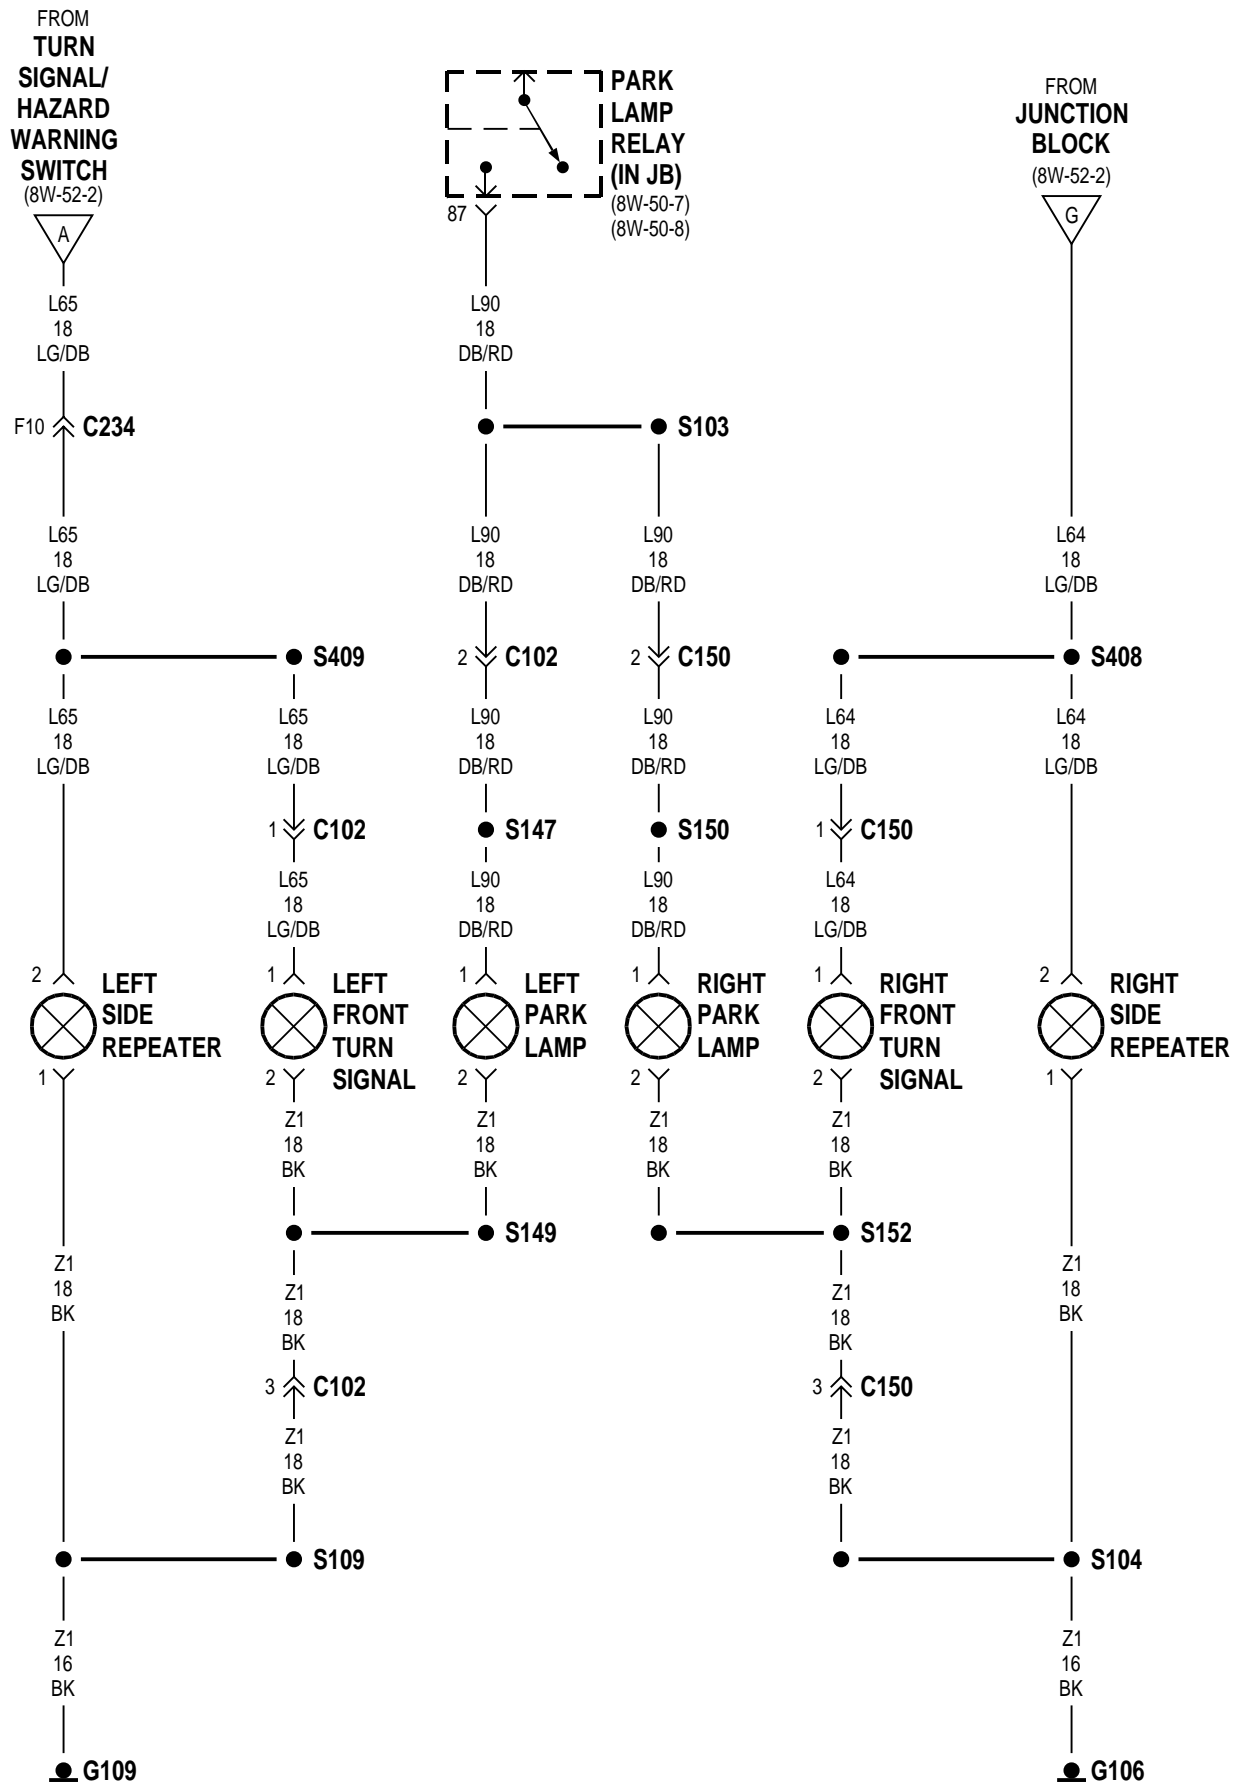 FROM
TURN
SIGNAL/
HAZARD
WARNING
SWITCH
(8W-52-2)
A
PARK
LAMP
RELAY
(IN JB)
(8W-50-7)
(8W-50-8)
87
FROM
JUNCTION
BLOCK
(8W-52-2)
G
L65
18
LG/DB
L90
18
DB/RD
F10
C234
S103
L65
18
LG/DB
L90
18
DB/RD
L90
18
DB/RD
L64
18
LG/DB
S409
2
C102
2
C150
S408
L65
18
LG/DB
L65
18
LG/DB
L90
18
DB/RD
L90
18
DB/RD
L64
18
LG/DB
L64
18
LG/DB
1
C102
S147
S150
1
C150
L65
18
LG/DB
L90
18
DB/RD
L90
18
DB/RD
L64
18
LG/DB
2
LEFT
SIDE
REPEATER
1
1
LEFT
FRONT
TURN
SIGNAL
2
1
LEFT
PARK
LAMP
2
1
RIGHT
PARK
LAMP
2
1
RIGHT
FRONT
TURN
SIGNAL
2
2
RIGHT
SIDE
REPEATER
1
Z1
18
BK
Z1
18
BK
Z1
18
BK
Z1
18
BK
S149
S152
Z1
18
BK
Z1
18
BK
Z1
18
BK
Z1
18
BK
3
C102
3
C150
Z1
18
BK
Z1
18
BK
S109
S104
Z1
16
BK
Z1
16
BK
G109
G106